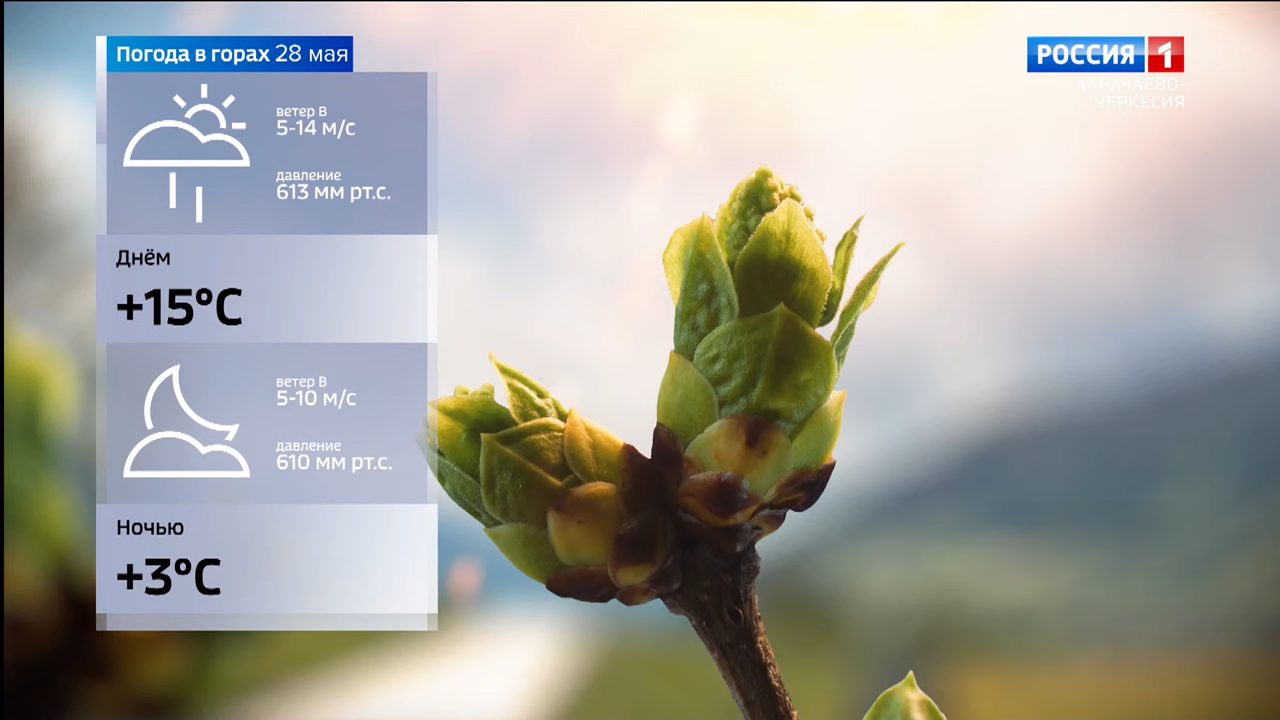 Погода в горах 28 мая
ветер В
5-14 м/с
давление
613 мм рт.с.
Днём
+15°C
ветер В
5-10 м/с
давление
610 мм рт.с.
Ночью
+3°C
РОССИЯ 1
КАРАЧАЕВО-
ЧЕРКЕСИЯ